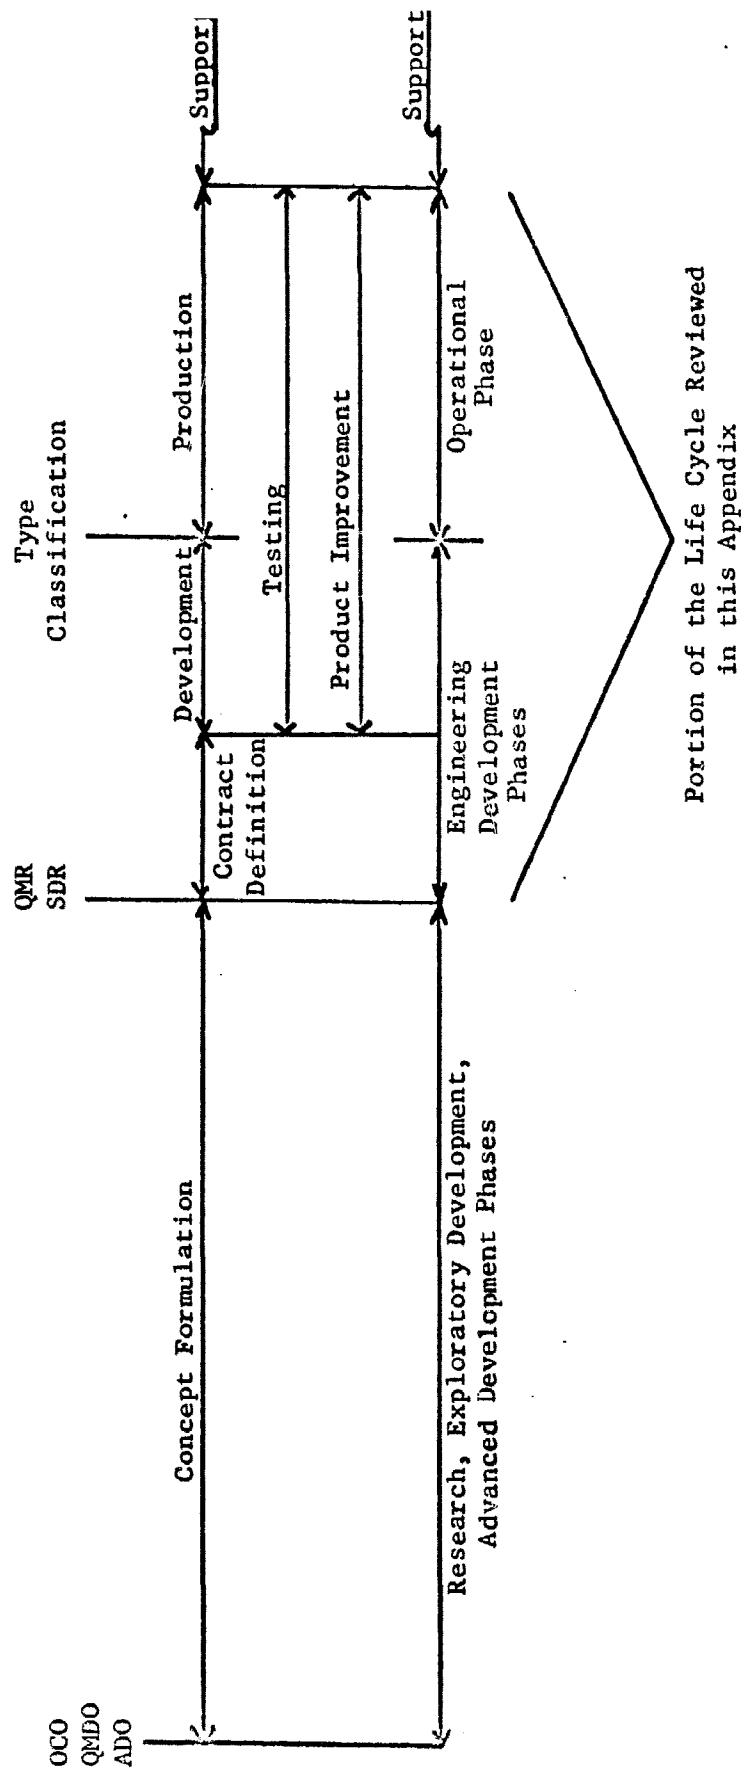 OCO
QMDO
ADO
QMR
SDR
Type
Classification
Concept Formulation
Contract
Definition
Development
Production
Suppor
Testing
Product Improvement
Research, Exploratory Development,
Advanced Development Phases
Engineering
Development
Phases
Operational
Phase
Support
Portion of the Life Cycle Reviewed
in this Appendix